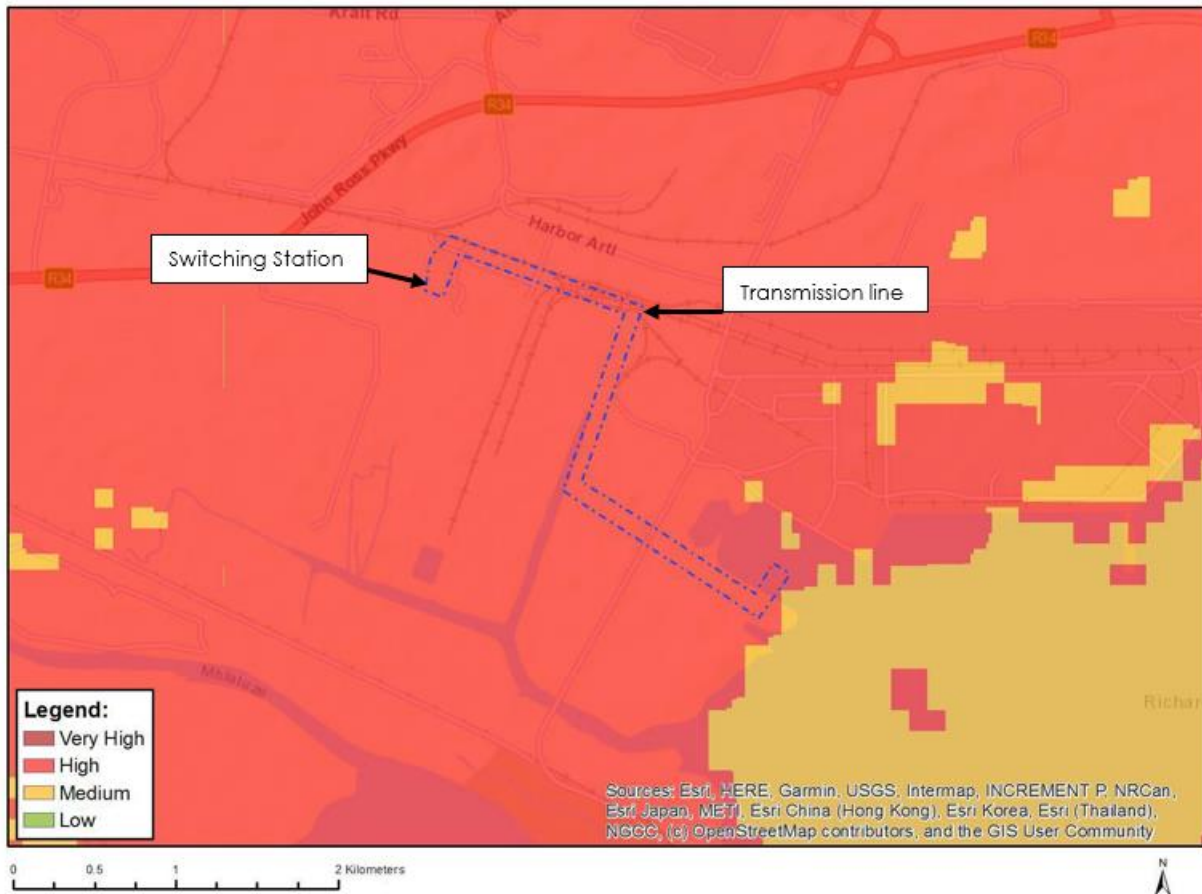 Kraft Rd
R34
R34
John Ross Pkwy
Harbor Arti
Switching Station
R34
Transmission line
Mhlatuze
Richar
Legend:
Very High
High
Medium
Low
Sources: Esri, HERE, Garmin, USGS, Intermap, INCREMENT P, NRCan,
Esri Japan, METI, Esri China (Hong Kong), Esri Korea, Esri (Thailand),
NGCC, (c) OpenStreetMap contributors, and the GIS User Community
0 0.5 1 2 Kilometers
N